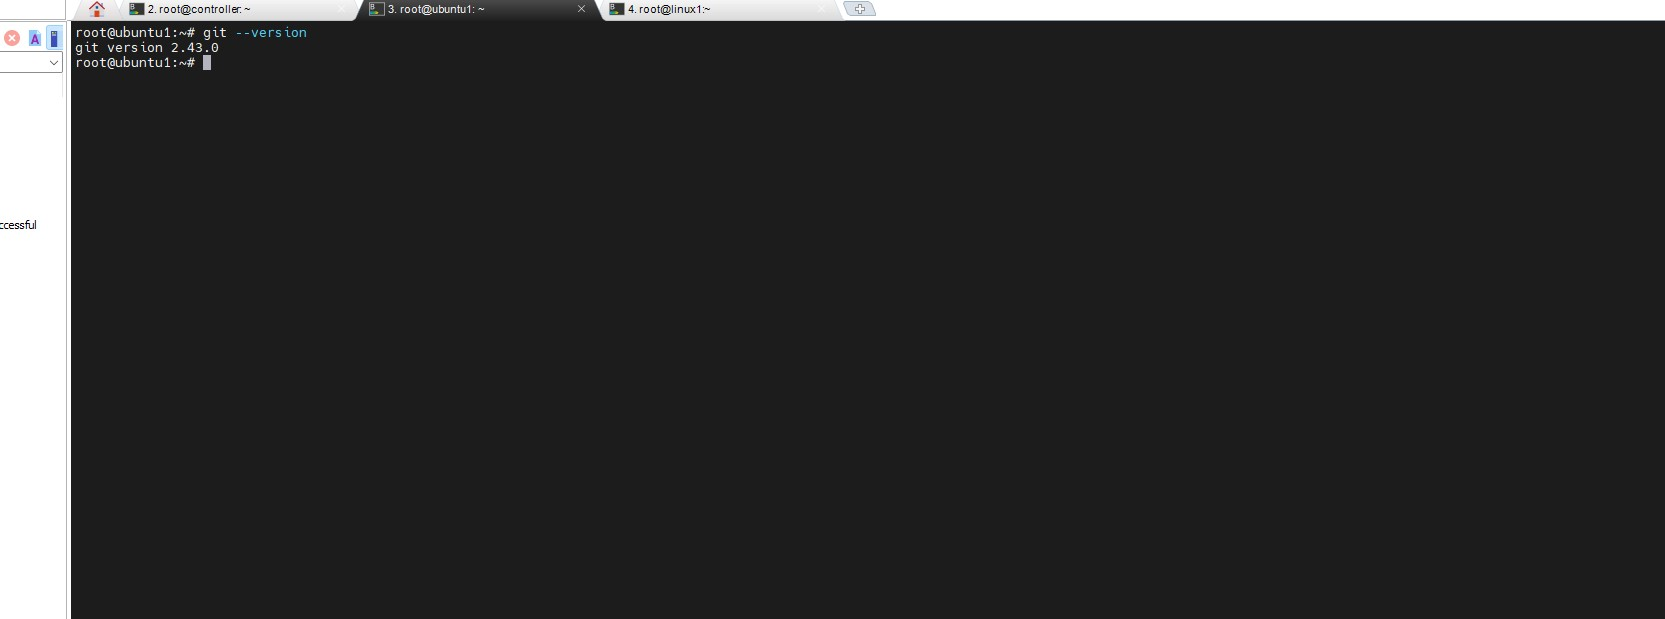 2. root@controller: ~
3. root@ubuntu1: ~
4. root@linux1:~
A
ccessful
root@ubuntu1:~# git --version
git version 2.43.0
root@ubuntu1:~#